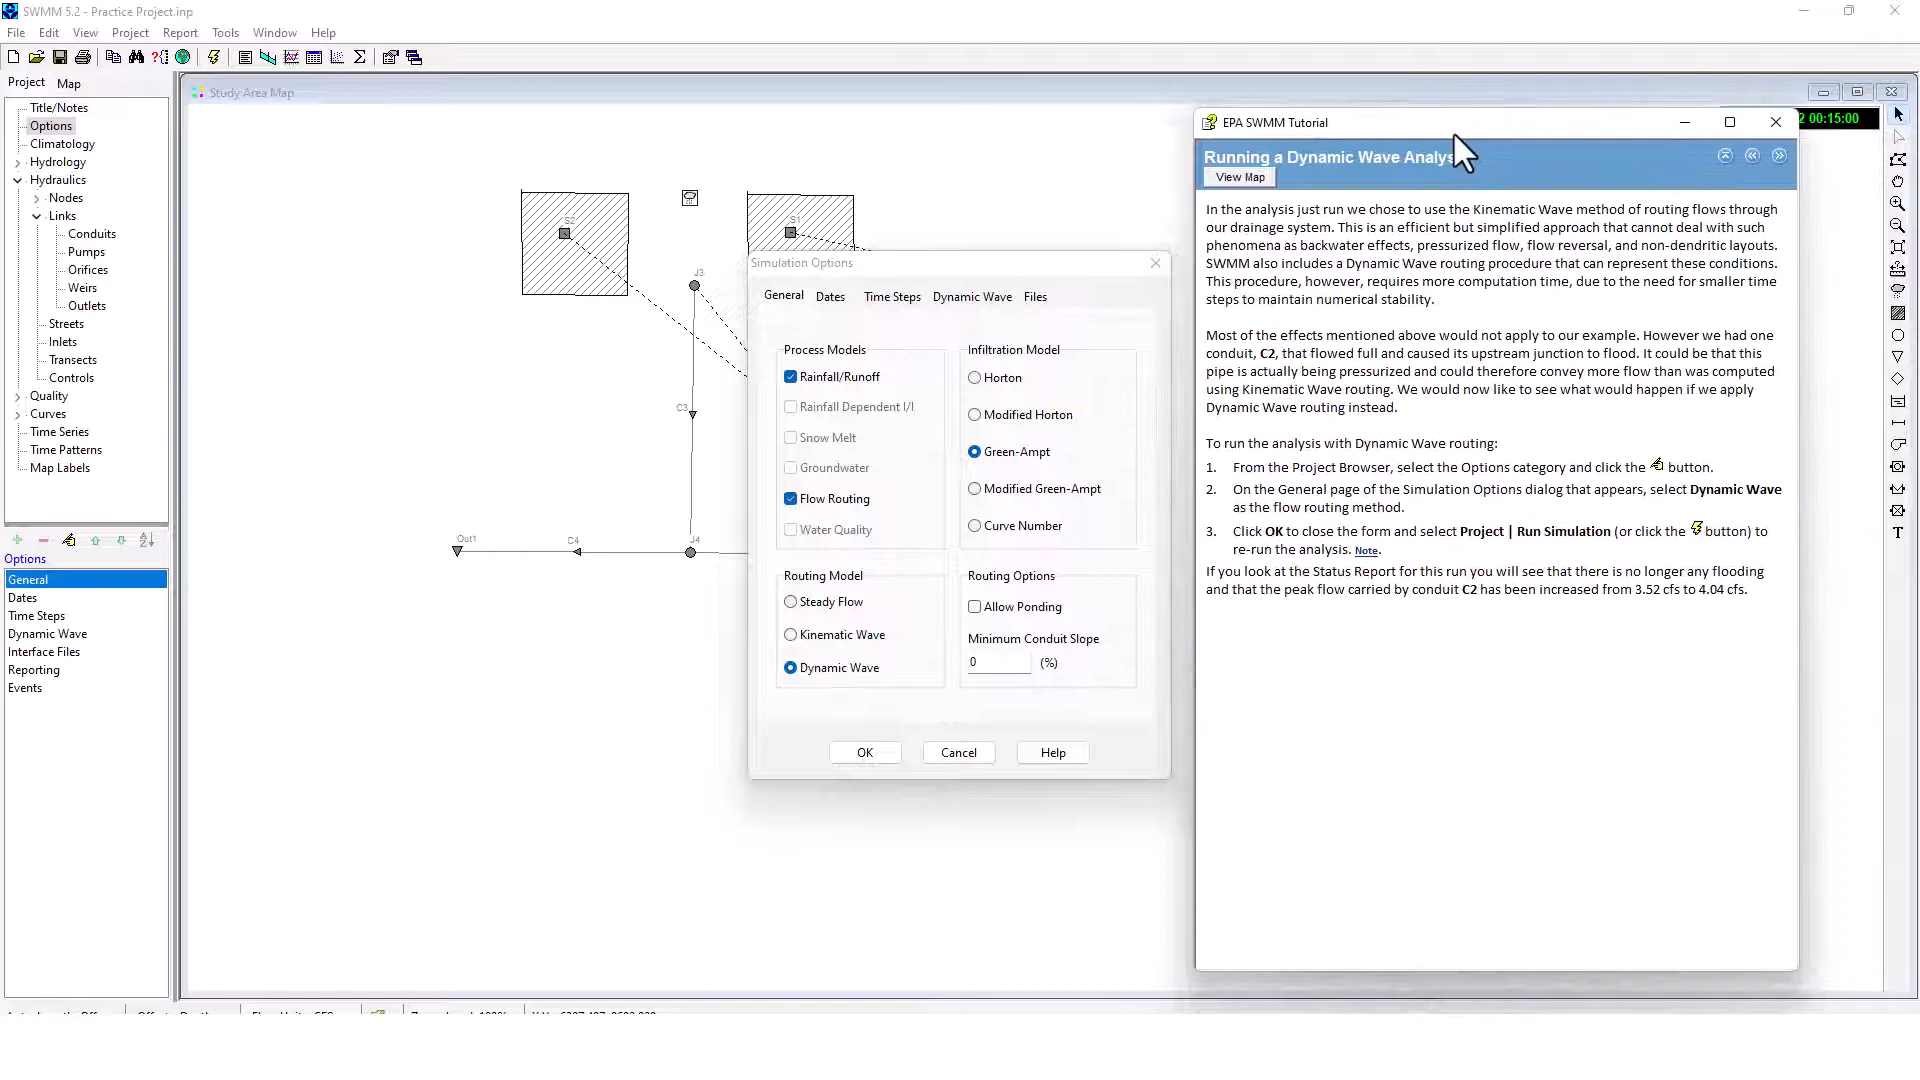 SWMM 5.2 - Practice Project.inp
File Edit View Project Report Tools Window Help
Project Map
Title/Notes
Options
Climatology
Hydrology
Hydraulics
Nodes
Links
Conduits
Pumps
Orifices
Weirs
Outlets
Streets
Inlets
Transects
Controls
Quality
Curves
Time Series
Time Patterns
Map Labels
Options
General
Dates
Time Steps
Dynamic Wave
Interface Files
Reporting
Events
Study Area Map
S2
S1
J3
C3
Out1
C4
J4
Simulation Options
General Dates Time Steps Dynamic Wave Files
Process Models
Rainfall/Runoff
Rainfall Dependent I/I
Snow Melt
Groundwater
Flow Routing
Water Quality
Infiltration Model
Horton
Modified Horton
Green-Ampt
Modified Green-Ampt
Curve Number
Routing Model
Steady Flow
Kinematic Wave
Dynamic Wave
Routing Options
Allow Ponding
Minimum Conduit Slope
0 (%)
OK Cancel Help
2 00:15:00
EPA SWMM Tutorial
Running a Dynamic Wave Analys
View Map
In the analysis just run we chose to use the Kinematic Wave method of routing flows through
our drainage system. This is an efficient but simplified approach that cannot deal with such
phenomena as backwater effects, pressurized flow, flow reversal, and non-dendritic layouts.
SWMM also includes a Dynamic Wave routing procedure that can represent these conditions.
This procedure, however, requires more computation time, due to the need for smaller time
steps to maintain numerical stability.
Most of the effects mentioned above would not apply to our example. However we had one
conduit, C2, that flowed full and caused its upstream junction to flood. It could be that this
pipe is actually being pressurized and could therefore convey more flow than was computed
using Kinematic Wave routing. We would now like to see what would happen if we apply
Dynamic Wave routing instead.
To run the analysis with Dynamic Wave routing:
1. From the Project Browser, select the Options category and click the button.
2. On the General page of the Simulation Options dialog that appears, select Dynamic Wave
as the flow routing method.
3. Click OK to close the form and select Project | Run Simulation (or click the button) to
re-run the analysis. Note.
If you look at the Status Report for this run you will see that there is no longer any flooding
and that the peak flow carried by conduit C2 has been increased from 3.52 cfs to 4.04 cfs.